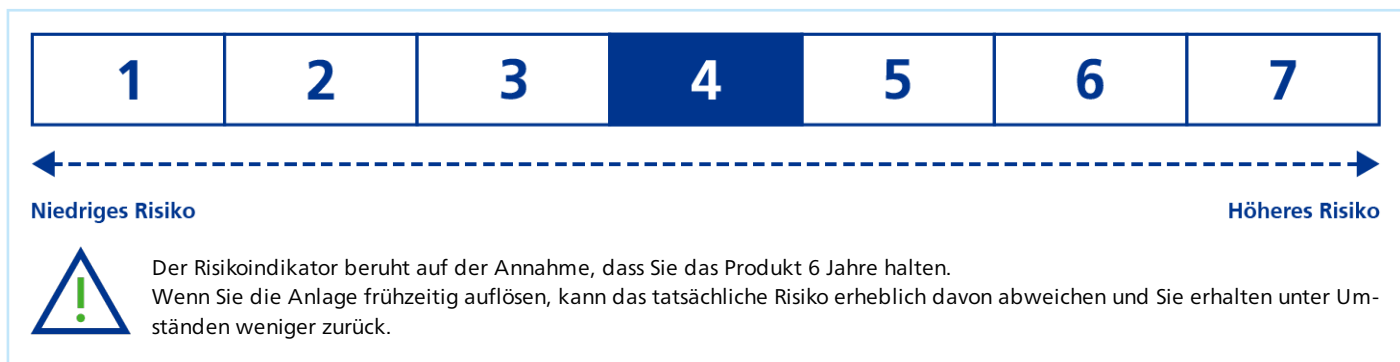 1 2 3 4 5 6 7
Niedriges Risiko Höheres Risiko
Der Risikoindikator beruht auf der Annahme, dass Sie das Produkt 6 Jahre halten.
Wenn Sie die Anlage frühzeitig auflösen, kann das tatsächliche Risiko erheblich davon abweichen und Sie erhalten unter Um-
ständen weniger zurück.